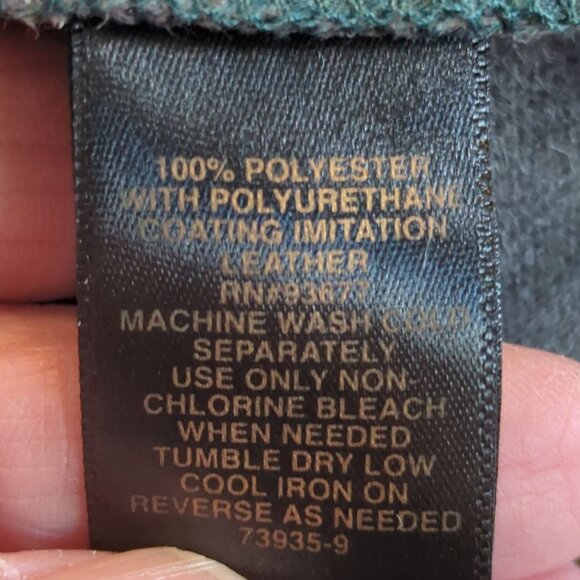 100% POLYESTER
WITH POLYURETHANE
COATING IMITATION
LEATHER
RN#93677
MACHINE WASH COLD
SEPARATELY
USE ONLY NON-
CHLORINE BLEACH
WHEN NEEDED
TUMBLE DRY LOW
COOL IRON ON
REVERSE AS NEEDED
73935-9